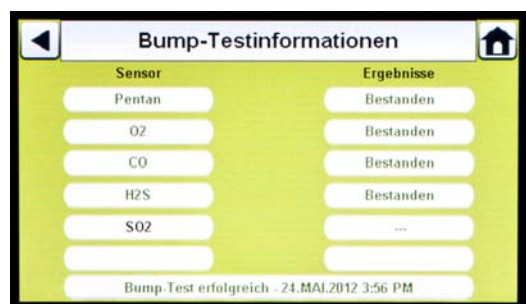 Bump-Testinformationen
Sensor Ergebnisse
Pentan Bestanden
O2 Bestanden
CO Bestanden
H2S Bestanden
SO2 ---
Bump-Test erfolgreich - 24.MAI.2012 3:56 PM